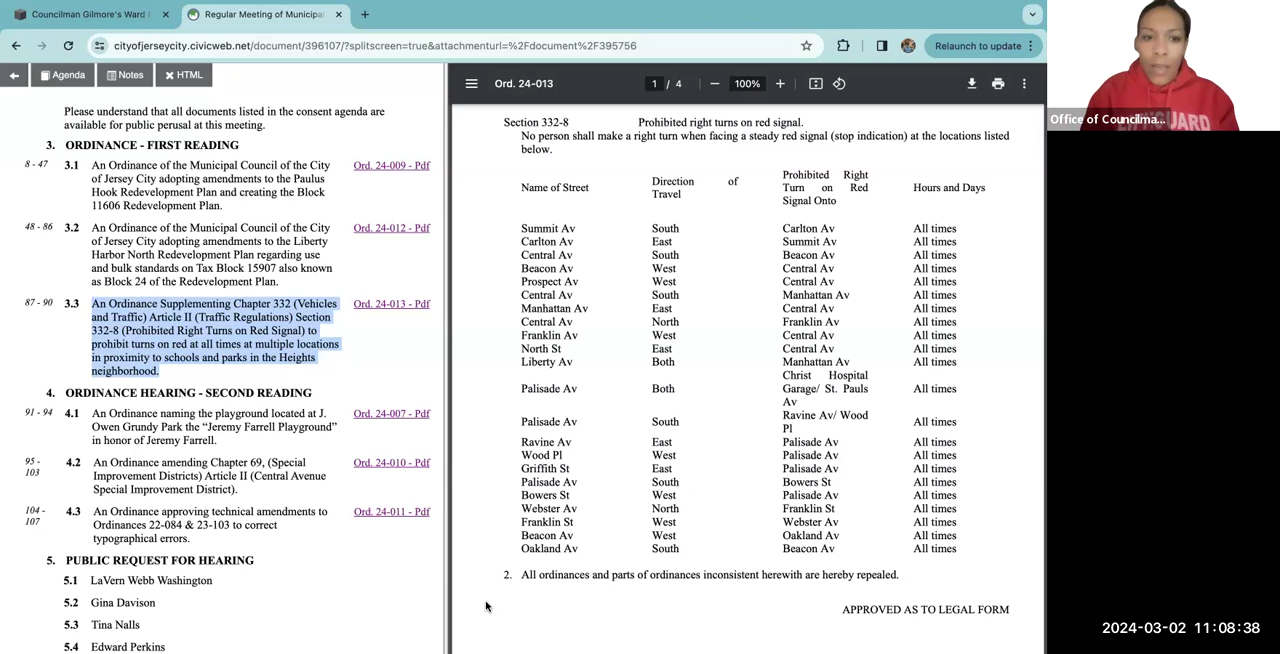 Councilman Gilmore's Ward
Regular Meeting of Municipal
cityofjerseycity.civicweb.net/document/396107/?splitscreen=true&attachmenturl=%2Fdocument%2F395756
Relaunch to update
Agenda
Notes
HTML
Please understand that all documents listed in the consent agenda are
available for public perusal at this meeting.
3. ORDINANCE - FIRST READING
8 - 47 3.1 An Ordinance of the Municipal Council of the City Ord. 24-009 - Pdf
of Jersey City adopting amendments to the Paulus
Hook Redevelopment Plan and creating the Block
11606 Redevelopment Plan.
48 - 86 3.2 An Ordinance of the Municipal Council of the City Ord. 24-012 - Pdf
of Jersey City adopting amendments to the Liberty
Harbor North Redevelopment Plan regarding use
and bulk standards on Tax Block 15907 also known
as Block 24 of the Redevelopment Plan.
87 - 90 3.3 An Ordinance Supplementing Chapter 332 (Vehicles Ord. 24-013 - Pdf
and Traffic) Article II (Traffic Regulations) Section
332-8 (Prohibited Right Turns on Red Signal) to
prohibit turns on red at all times at multiple locations
in proximity to schools and parks in the Heights
neighborhood.
4. ORDINANCE HEARING - SECOND READING
91 - 94 4.1 An Ordinance naming the playground located at J. Ord. 24-007 - Pdf
Owen Grundy Park the “Jeremy Farrell Playground”
in honor of Jeremy Farrell.
95 - 103 4.2 An Ordinance amending Chapter 69, (Special Ord. 24-010 - Pdf
Improvement Districts) Article II (Central Avenue
Special Improvement District).
104 - 107 4.3 An Ordinance approving technical amendments to Ord. 24-011 - Pdf
Ordinances 22-084 & 23-103 to correct
typographical errors.
5. PUBLIC REQUEST FOR HEARING
5.1 LaVern Webb Washington
5.2 Gina Davison
5.3 Tina Nalls
5.4 Edward Perkins
Ord. 24-013
1 / 4
100%
Section 332-8 Prohibited right turns on red signal.
No person shall make a right turn when facing a steady red signal (stop indication) at the locations listed
below.
Name of Street Direction of Travel Prohibited Right Turn on Red Signal Onto Hours and Days
Summit Av South Carlton Av All times
Carlton Av East Summit Av All times
Central Av South Beacon Av All times
Beacon Av West Central Av All times
Prospect Av West Central Av All times
Central Av South Manhattan Av All times
Manhattan Av East Central Av All times
Central Av North Franklin Av All times
Franklin Av West Central Av All times
North St East Central Av All times
Liberty Av Both Manhattan Av All times
Palisade Av Both Christ Hospital Garage/ St. Pauls Av All times
Palisade Av South Ravine Av/ Wood Pl All times
Ravine Av East Palisade Av All times
Wood Pl West Palisade Av All times
Griffith St East Palisade Av All times
Palisade Av South Bowers St All times
Bowers St West Palisade Av All times
Webster Av North Franklin St All times
Franklin St West Webster Av All times
Beacon Av West Oakland Av All times
Oakland Av South Beacon Av All times
2. All ordinances and parts of ordinances inconsistent herewith are hereby repealed.
APPROVED AS TO LEGAL FORM
Office of Councilma...
2024-03-02 11:08:38